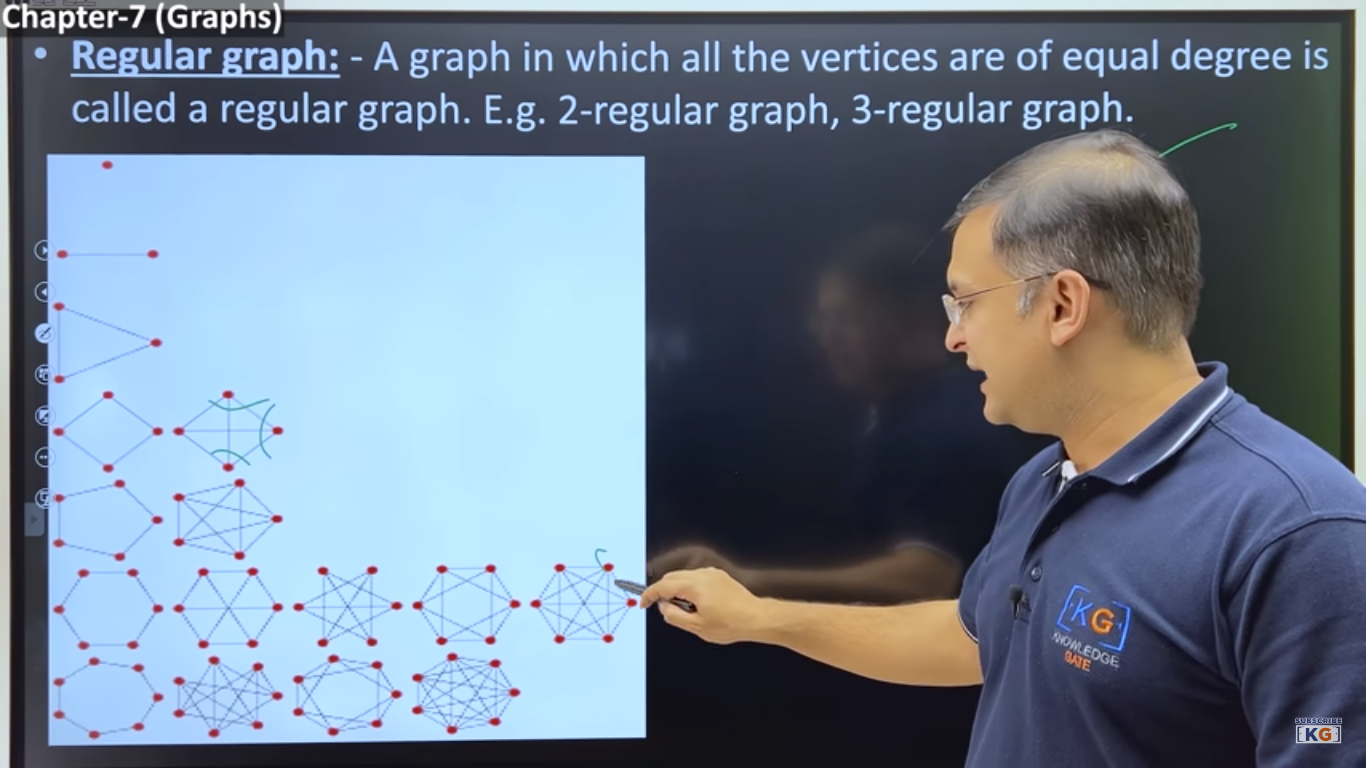 Chapter-7 (Graphs)
• Regular graph: - A graph in which all the vertices are of equal degree is
called a regular graph. E.g. 2-regular graph, 3-regular graph.
KG
KNOWLEDGE
GATE
SUBSCRIBE
KG